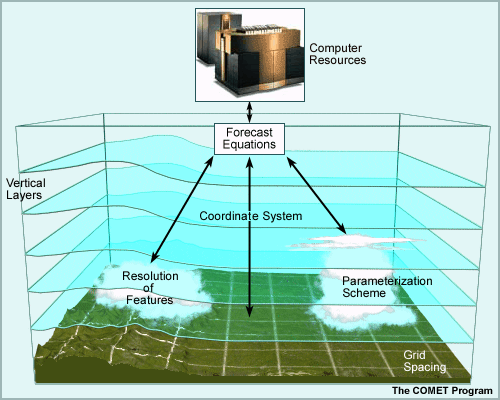 Computer
Resources
Forecast
Equations
Vertical
Layers
Coordinate System
Resolution
of
Features
Parameterization
Scheme
Grid
Spacing
The COMET Program